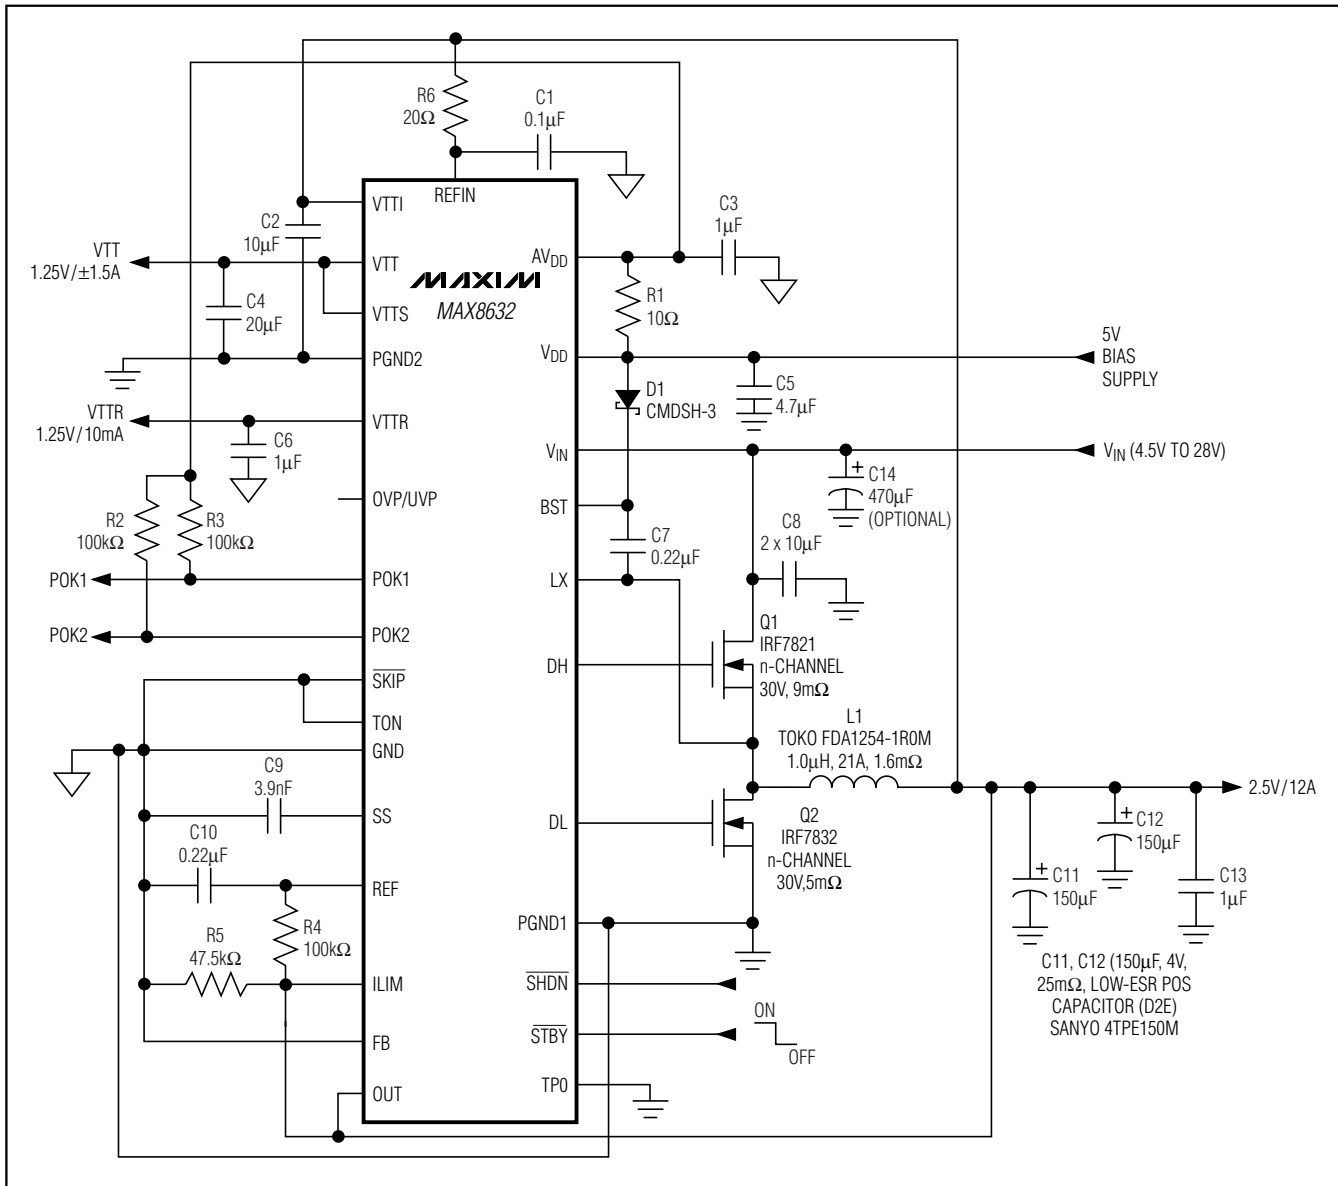 R6
20Ω
C1
0.1µF
REFIN
VTTI
C2
10µF
C3
1µF
VTT
1.25V/±1.5A
VTT
AVDD
MAXIM
MAX8632
C4
20µF
VTTS
R1
10Ω
PGND2
VDD
5V
BIAS
SUPPLY
D1
CMDSH-3
C5
4.7µF
VTTR
1.25V/10mA
VTTR
C6
1µF
VIN
VIN (4.5V TO 28V)
C14
470µF
(OPTIONAL)
OVP/UVP
BST
R2
100kΩ
R3
100kΩ
C7
0.22µF
C8
2 x 10µF
POK1
POK1
LX
POK2
POK2
Q1
IRF7821
n-CHANNEL
30V, 9mΩ
DH
SKIP
TON
GND
L1
TOKO FDA1254-1R0M
1.0µH, 21A, 1.6mΩ
C9
3.9nF
2.5V/12A
SS
DL
Q2
IRF7832
n-CHANNEL
30V,5mΩ
C12
150µF
C10
0.22µF
C11
150µF
C13
1µF
REF
R4
100kΩ
PGND1
R5
47.5kΩ
ILIM
SHDN
C11, C12 (150µF, 4V,
25mΩ, LOW-ESR POS
CAPACITOR (D2E)
SANYO 4TPE150M
ON
STBY
OFF
FB
TP0
OUT